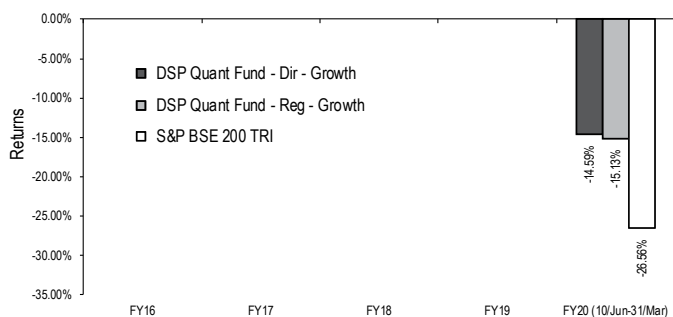 0.00%
-5.00%
-10.00%
-15.00%
-20.00%
-25.00%
-30.00%
-35.00%
Returns
DSP Quant Fund - Dir - Growth
DSP Quant Fund - Reg - Growth
S&P BSE 200 TRI
-14.59%
-15.13%
-26.56%
FY16 FY17 FY18 FY19 FY20 (10/Jun-31/Mar)